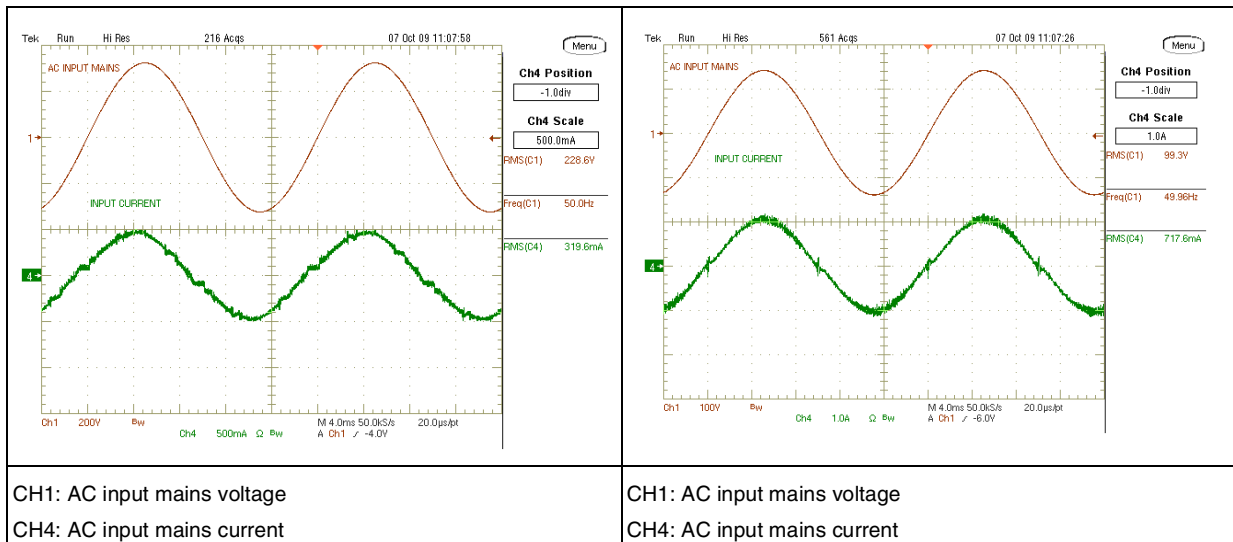 Tek Run Hi Res 216 Acqs 07 Oct 09 11:07:58
Menu
AC INPUT MAINS
Ch4 Position
-1.0div
Ch4 Scale
500.0mA
1
RMS(C1) 228.6V
Freq(C1) 50.0Hz
INPUT CURRENT
RMS(C4) 319.6mA
4
Ch1 200V Bw M 4.0ms 50.0kS/s 20.0µs/pt
Ch4 500mA Ω Bw A Ch1 ∕ -4.0V
CH1: AC input mains voltage
CH4: AC input mains current
Tek Run Hi Res 561 Acqs 07 Oct 09 11:07:26
Menu
AC INPUT MAINS
Ch4 Position
-1.0div
Ch4 Scale
1.0A
1
RMS(C1) 99.3V
INPUT CURRENT
Freq(C1) 49.96Hz
RMS(C4) 717.6mA
4
Ch1 100V Bw M 4.0ms 50.0kS/s 20.0µs/pt
Ch4 1.0A Ω Bw A Ch1 ∕ -6.0V
CH1: AC input mains voltage
CH4: AC input mains current